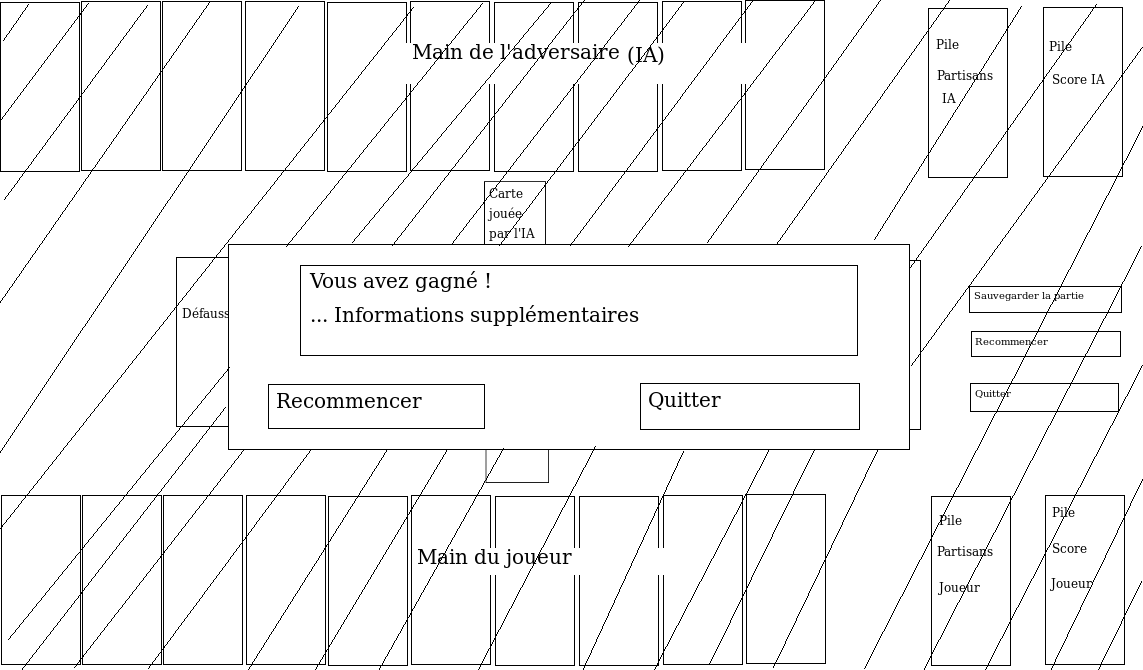 Main de l'adversaire (IA)
Pile
Partisans
IA
Pile
Score IA
Carte
jouée
par l'IA
Défauss
Vous avez gagné !
... Informations supplémentaires
Recommencer
Quitter
Sauvegarder la partie
Recommencer
Quitter
Main du joueur
Pile
Partisans
Joueur
Pile
Score
Joueur